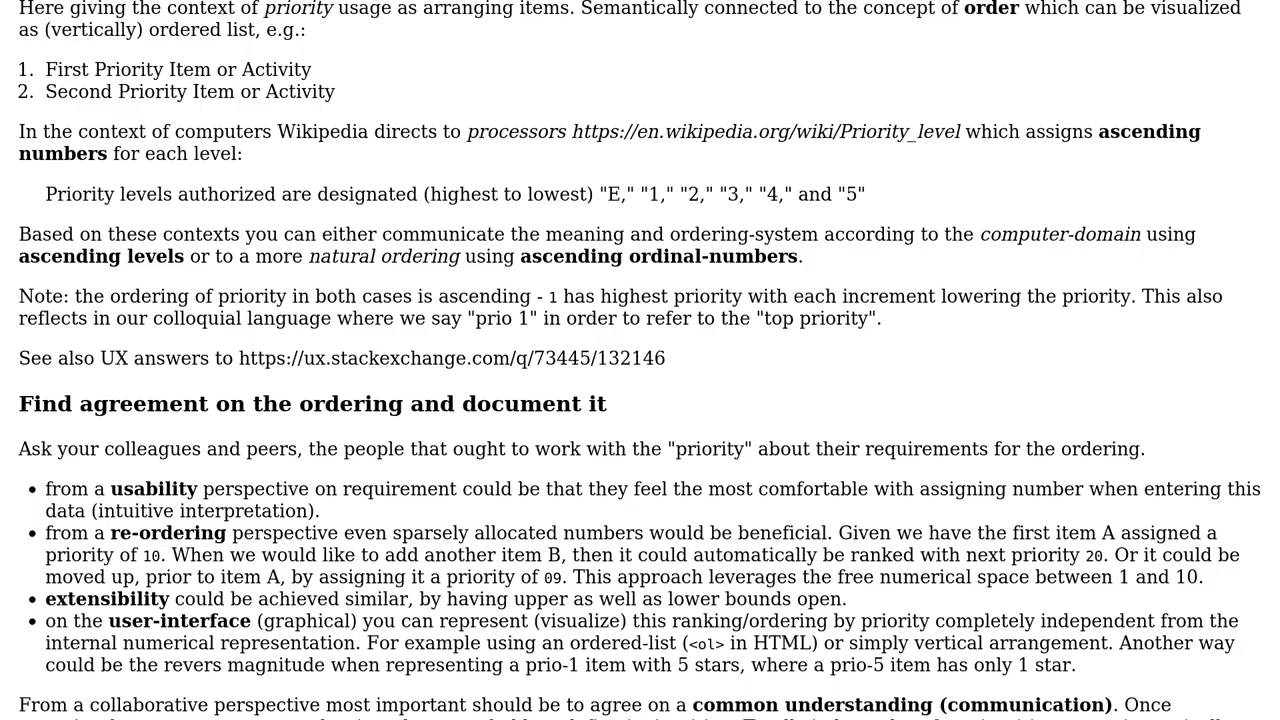 Here giving the context of priority usage as arranging items. Semantically connected to the concept of order which can be visualized
as (vertically) ordered list, e.g.:
1. First Priority Item or Activity
2. Second Priority Item or Activity
In the context of computers Wikipedia directs to processors https://en.wikipedia.org/wiki/Priority_level which assigns ascending
numbers for each level:
Priority levels authorized are designated (highest to lowest) "E," "1," "2," "3," "4," and "5"
Based on these contexts you can either communicate the meaning and ordering-system according to the computer-domain using
ascending levels or to a more natural ordering using ascending ordinal-numbers.
Note: the ordering of priority in both cases is ascending - 1 has highest priority with each increment lowering the priority. This also
reflects in our colloquial language where we say "prio 1" in order to refer to the "top priority".
See also UX answers to https://ux.stackexchange.com/q/73445/132146
Find agreement on the ordering and document it
Ask your colleagues and peers, the people that ought to work with the "priority" about their requirements for the ordering.
• from a usability perspective on requirement could be that they feel the most comfortable with assigning number when entering this
data (intuitive interpretation).
• from a re-ordering perspective even sparsely allocated numbers would be beneficial. Given we have the first item A assigned a
priority of 10. When we would like to add another item B, then it could automatically be ranked with next priority 20. Or it could be
moved up, prior to item A, by assigning it a priority of 09. This approach leverages the free numerical space between 1 and 10.
• extensibility could be achieved similar, by having upper as well as lower bounds open.
• on the user-interface (graphical) you can represent (visualize) this ranking/ordering by priority completely independent from the
internal numerical representation. For example using an ordered-list (<ol> in HTML) or simply vertical arrangement. Another way
could be the revers magnitude when representing a prio-1 item with 5 stars, where a prio-5 item has only 1 star.
From a collaborative perspective most important should be to agree on a common understanding (communication). Once